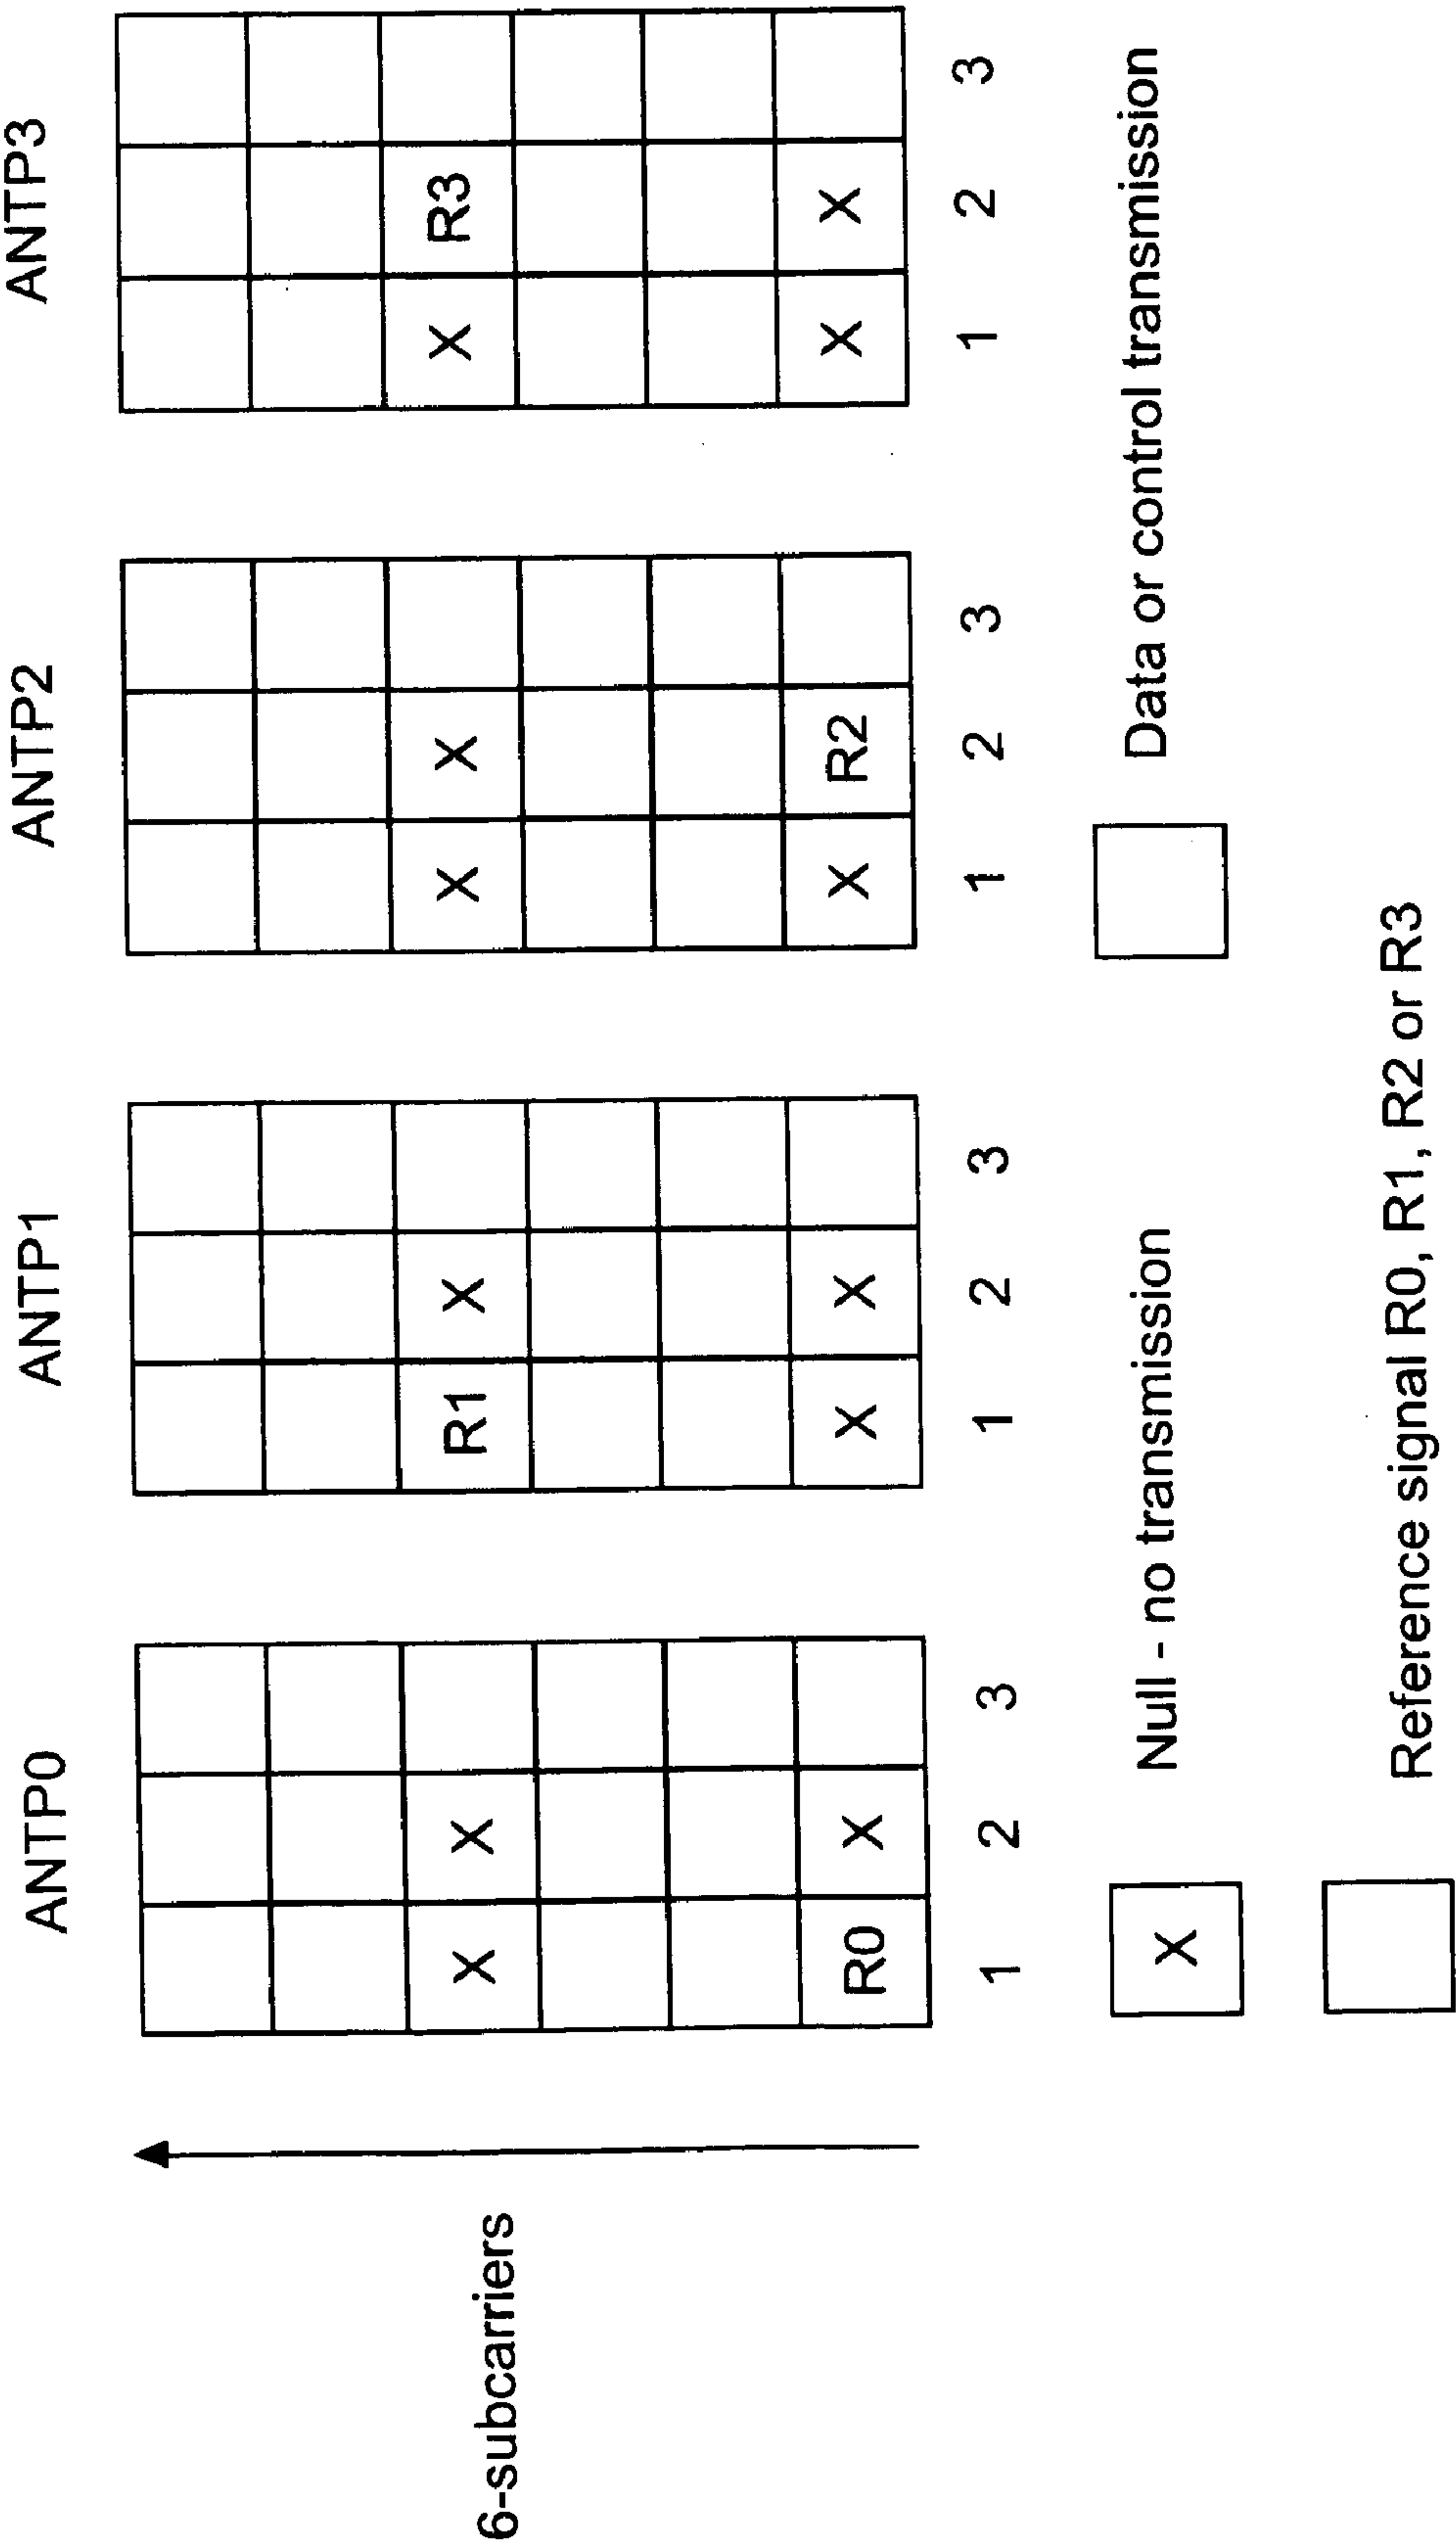 ANTP0 ANTP1 ANTP2 ANTP3
6-subcarriers
X X R1 X X X X R3
R0 X X X X R2 X X
1 2 3 1 2 3 1 2 3 1 2 3
X Null - no transmission Data or control transmission
Reference signal R0, R1, R2 or R3